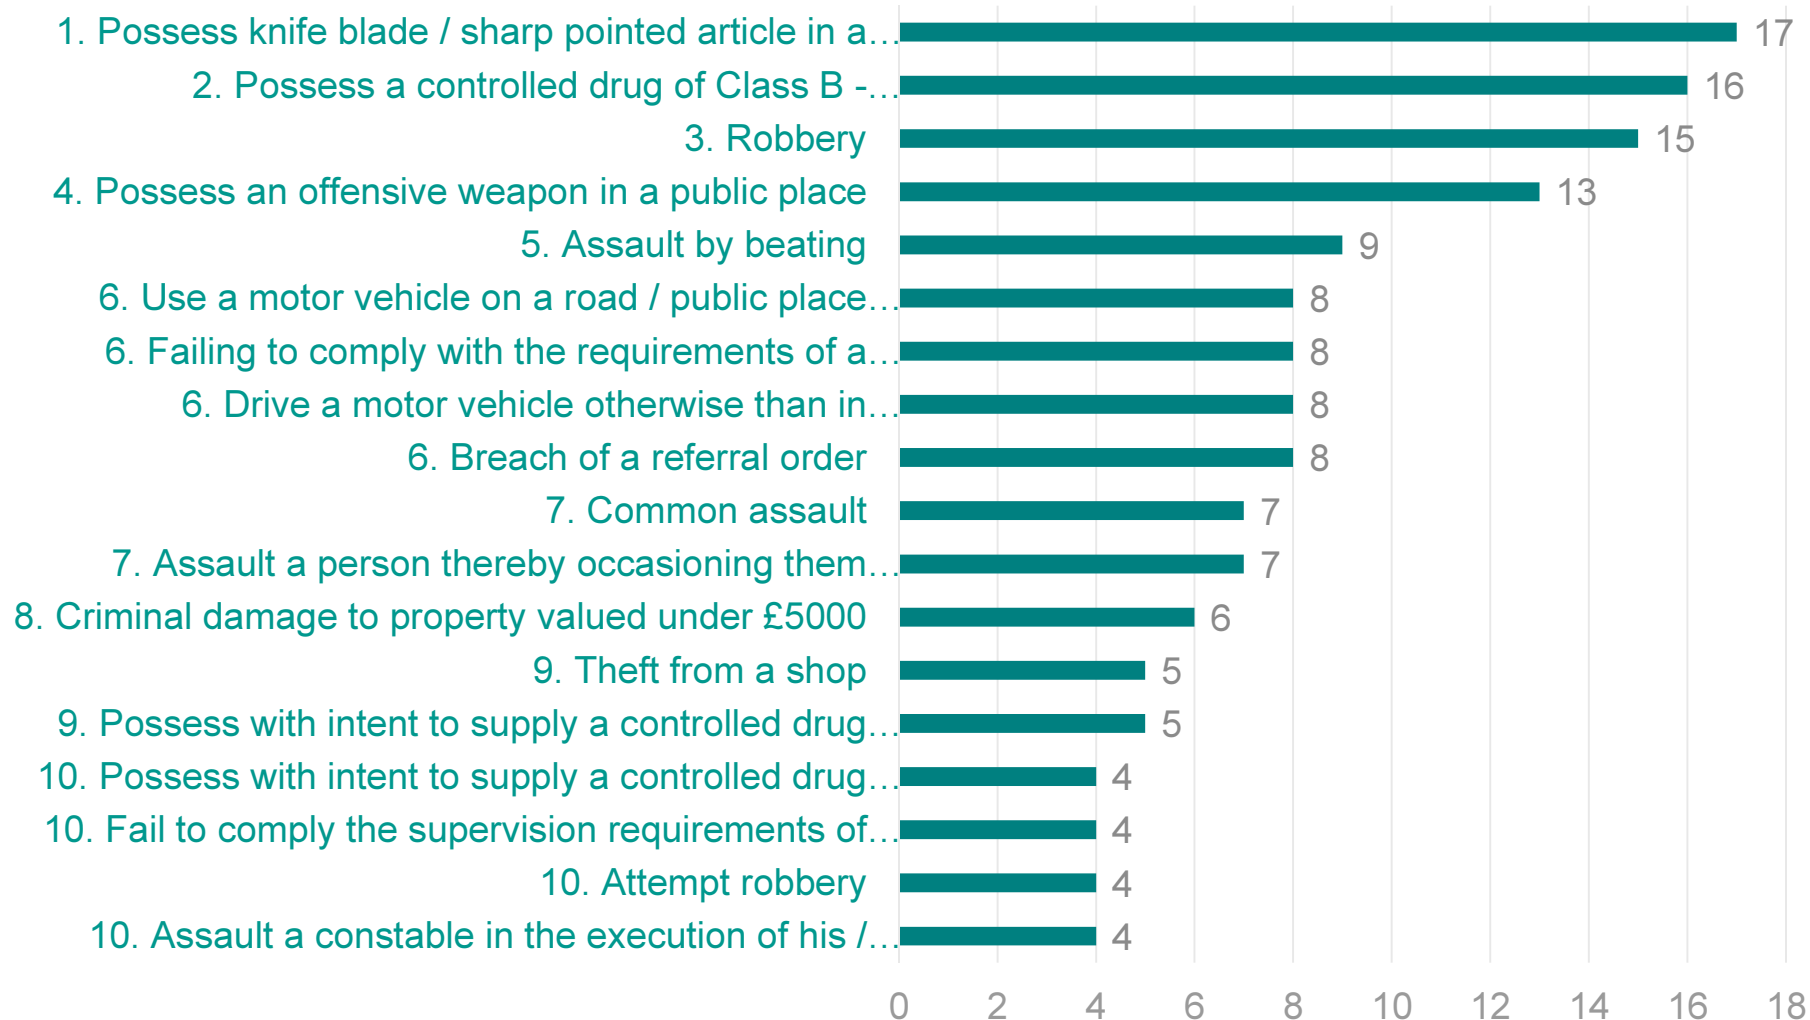 1. Possess knife blade / sharp pointed article in a… 17
2. Possess a controlled drug of Class B -… 16
3. Robbery 15
4. Possess an offensive weapon in a public place 13
5. Assault by beating 9
6. Use a motor vehicle on a road / public place… 8
6. Failing to comply with the requirements of a… 8
6. Drive a motor vehicle otherwise than in… 8
6. Breach of a referral order 8
7. Common assault 7
7. Assault a person thereby occasioning them… 7
8. Criminal damage to property valued under £5000 6
9. Theft from a shop 5
9. Possess with intent to supply a controlled drug… 5
10. Possess with intent to supply a controlled drug… 4
10. Fail to comply the supervision requirements of… 4
10. Attempt robbery 4
10. Assault a constable in the execution of his /… 4
0 2 4 6 8 10 12 14 16 18